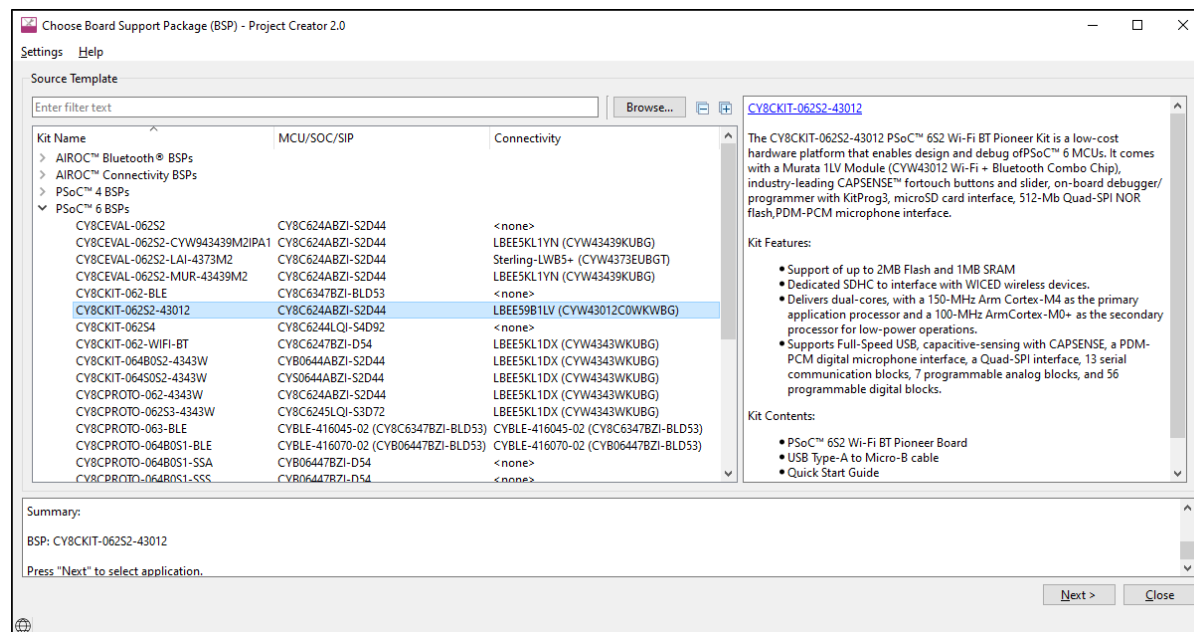 Choose Board Support Package (BSP) - Project Creator 2.0
Settings Help
Source Template
Enter filter text Browse...
Kit Name MCU/SOC/SIP Connectivity
AIROC™ Bluetooth® BSPs
AIROC™ Connectivity BSPs
PSoC™ 4 BSPs
PSoC™ 6 BSPs
CY8CEVAL-062S2 CY8C624ABZI-S2D44 <none>
CY8CEVAL-062S2-CYW943439M2IPA1 CY8C624ABZI-S2D44 LBEE5KL1YN (CYW43439KUBG)
CY8CEVAL-062S2-LAI-4373M2 CY8C624ABZI-S2D44 Sterling-LWB5+ (CYW4373EUBGT)
CY8CEVAL-062S2-MUR-43439M2 CY8C624ABZI-S2D44 LBEE5KL1YN (CYW43439KUBG)
CY8CKIT-062-BLE CY8C6347BZI-BLD53 <none>
CY8CKIT-062S2-43012 CY8C624ABZI-S2D44 LBEE59B1LV (CYW43012C0WKWBG)
CY8CKIT-062S4 CY8C6244LQI-S4D92 <none>
CY8CKIT-062-WIFI-BT CY8C6247BZI-D54 LBEE5KL1DX (CYW4343WKUBG)
CY8CKIT-064B0S2-4343W CYB0644ABZI-S2D44 LBEE5KL1DX (CYW4343WKUBG)
CY8CKIT-064S0S2-4343W CYS0644ABZI-S2D44 LBEE5KL1DX (CYW4343WKUBG)
CY8CPROTO-062-4343W CY8C624ABZI-S2D44 LBEE5KL1DX (CYW4343WKUBG)
CY8CPROTO-062S3-4343W CY8C6245LQI-S3D72 LBEE5KL1DX (CYW4343WKUBG)
CY8CPROTO-063-BLE CYBLE-416045-02 (CY8C6347BZI-BLD53) CYBLE-416045-02 (CY8C6347BZI-BLD53)
CY8CPROTO-064B0S1-BLE CYBLE-416070-02 (CYB06447BZI-BLD53) CYBLE-416070-02 (CYB06447BZI-BLD53)
CY8CPROTO-064B0S1-SSA CYB06447BZI-D54 <none>
CY8CPROTO-064B0S1-SSS CYB06447BZI-D54 <none>
CY8CKIT-062S2-43012
The CY8CKIT-062S2-43012 PSoC™ 6S2 Wi-Fi BT Pioneer Kit is a low-cost
hardware platform that enables design and debug ofPSoC™ 6 MCUs. It comes
with a Murata 1LV Module (CYW43012 Wi-Fi + Bluetooth Combo Chip),
industry-leading CAPSENSE™ fortouch buttons and slider, on-board debugger/
programmer with KitProg3, microSD card interface, 512-Mb Quad-SPI NOR
flash,PDM-PCM microphone interface.
Kit Features:
● Support of up to 2MB Flash and 1MB SRAM
● Dedicated SDHC to interface with WICED wireless devices.
● Delivers dual-cores, with a 150-MHz Arm Cortex-M4 as the primary
application processor and a 100-MHz ArmCortex-M0+ as the secondary
processor for low-power operations.
● Supports Full-Speed USB, capacitive-sensing with CAPSENSE, a PDM-
PCM digital microphone interface, a Quad-SPI interface, 13 serial
communication blocks, 7 programmable analog blocks, and 56
programmable digital blocks.
Kit Contents:
● PSoC™ 6S2 Wi-Fi BT Pioneer Board
● USB Type-A to Micro-B cable
● Quick Start Guide
Summary:
BSP: CY8CKIT-062S2-43012
Press "Next" to select application.
Next > Close